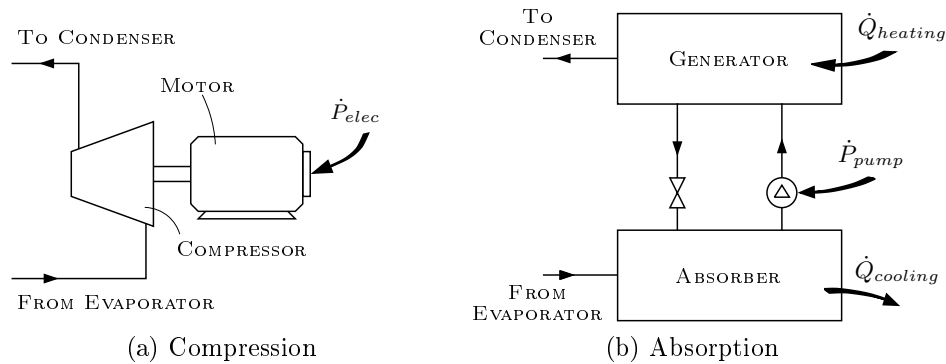 To Condenser
Motor
Ṗelec
Compressor
From Evaporator
(a) Compression
To
Condenser
Generator
Q̇heating
Ṗpump
Absorber
Q̇cooling
From
Evaporator
(b) Absorption